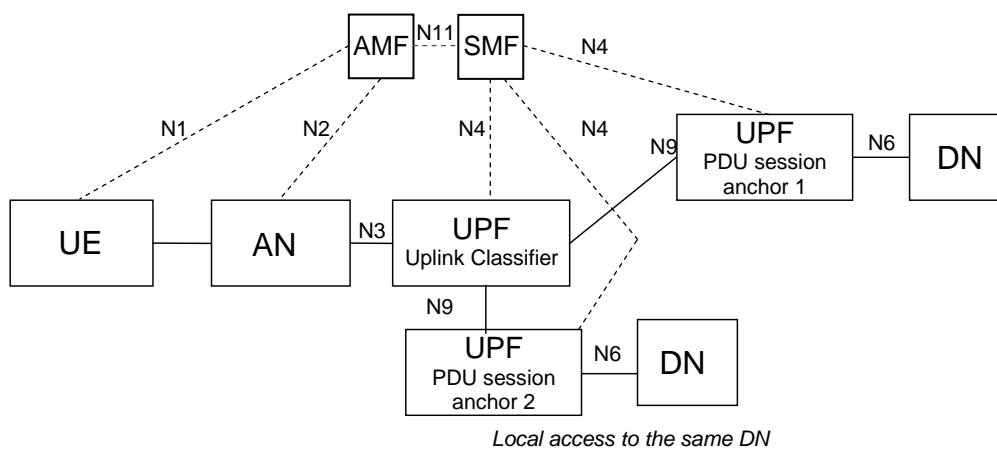 AMF
N11
SMF
N4
N1
N2
N4
N4
UPF
PDU session
anchor 1
N9
N6
DN
UE
AN
N3
UPF
Uplink Classifier
N9
UPF
PDU session
anchor 2
N6
DN
Local access to the same DN